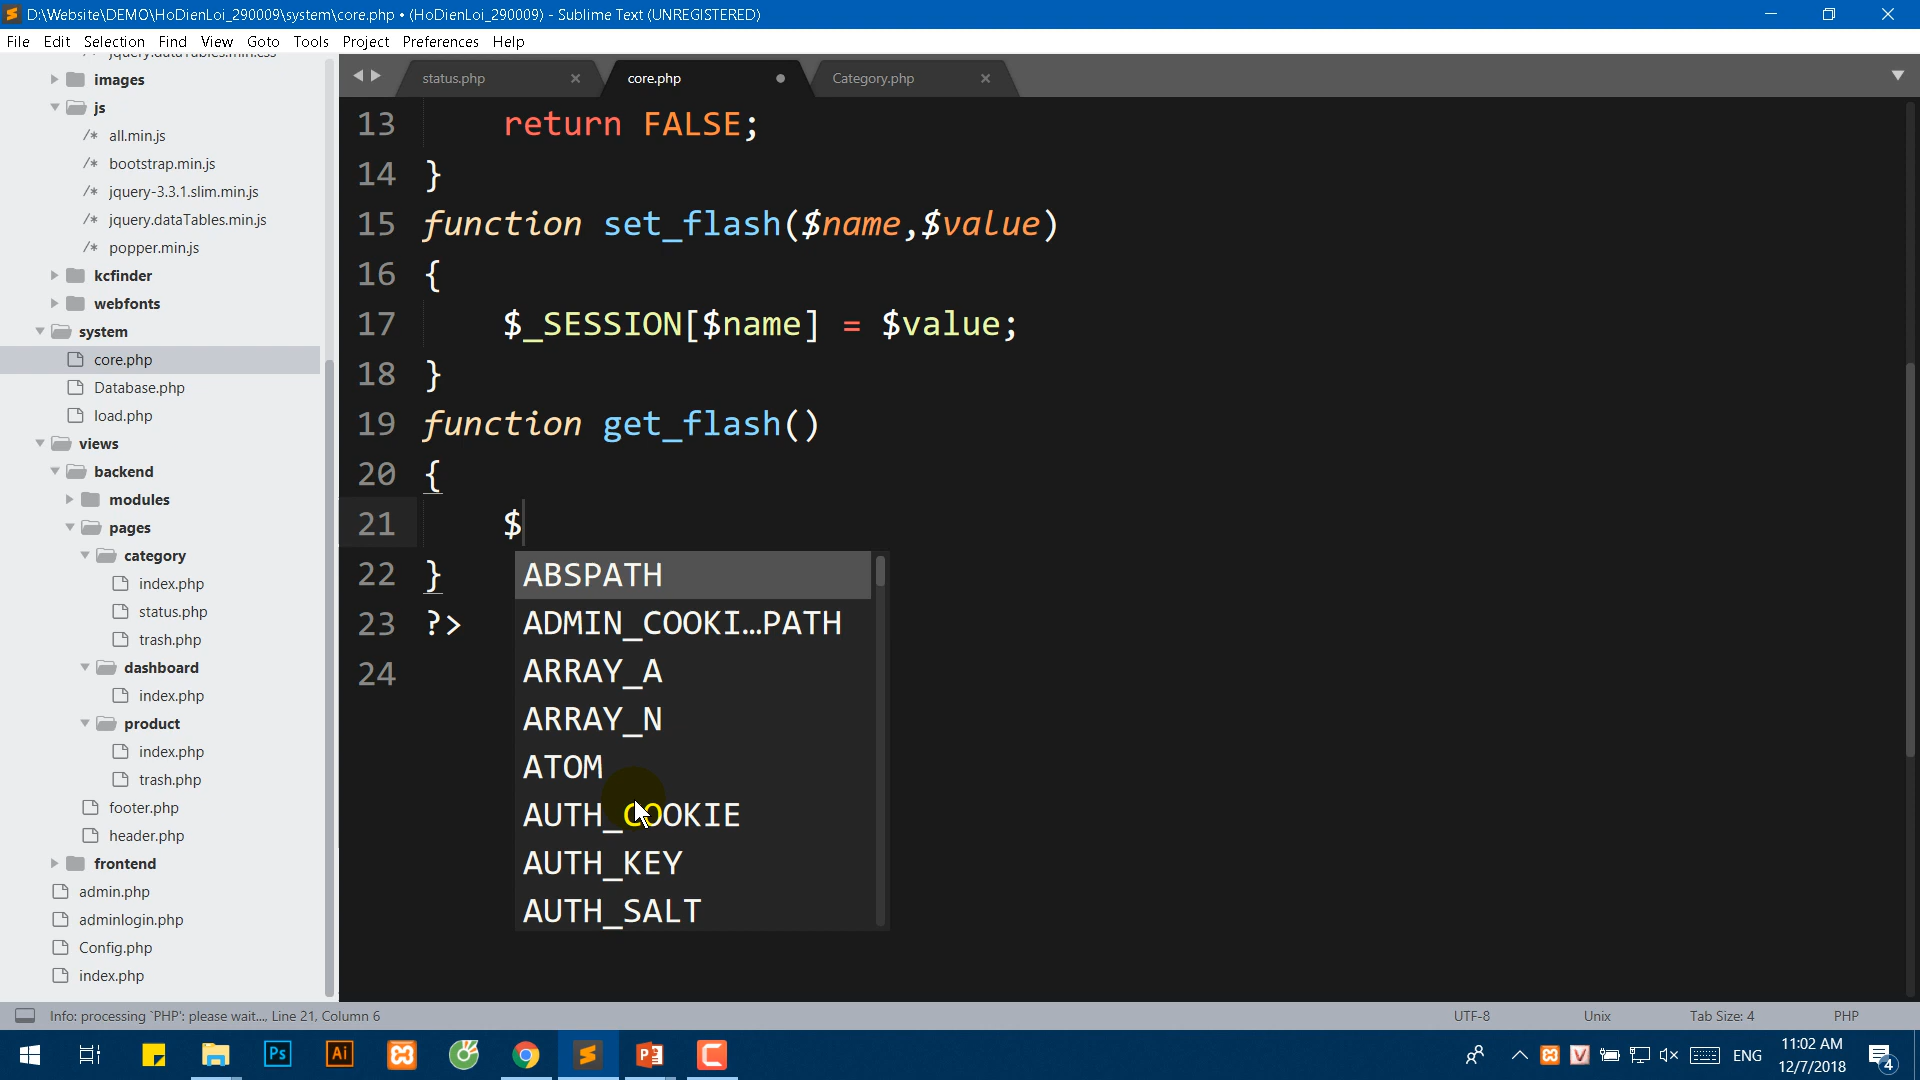 D:\Website\DEMO\HoDienLoi_290009\system\core.php • (HoDienLoi_290009) - Sublime Text (UNREGISTERED)
File Edit Selection Find View Goto Tools Project Preferences Help
jquery.dataTables.min.css
images
js
/* all.min.js
/* bootstrap.min.js
/* jquery-3.3.1.slim.min.js
/* jquery.dataTables.min.js
/* popper.min.js
kcfinder
webfonts
system
core.php
Database.php
load.php
views
backend
modules
pages
category
index.php
status.php
trash.php
dashboard
index.php
product
index.php
trash.php
footer.php
header.php
frontend
admin.php
adminlogin.php
Config.php
index.php
status.php × core.php • Category.php ×
13 return FALSE;
14 }
15 function set_flash($name,$value)
16 {
17 $_SESSION[$name] = $value;
18 }
19 function get_flash()
20 {
21 $
22 }
23 ?>
24
ABSPATH
ADMIN_COOKI…PATH
ARRAY_A
ARRAY_N
ATOM
AUTH_COOKIE
AUTH_KEY
AUTH_SALT
Info: processing `PHP`: please wait..., Line 21, Column 6
UTF-8 Unix Tab Size: 4 PHP
Ps Ai
ENG
11:02 AM
12/7/2018
4